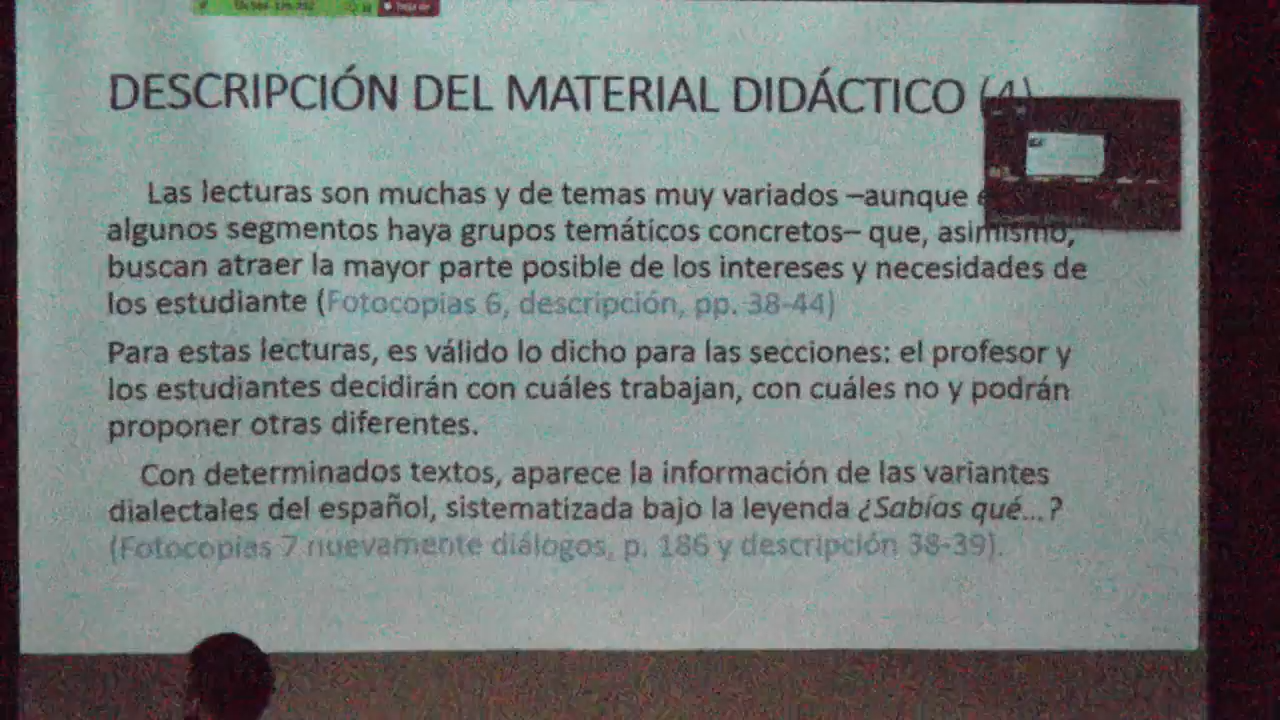 DESCRIPCIÓN DEL MATERIAL DIDÁCTICO (4)
Las lecturas son muchas y de temas muy variados –aunque
algunos segmentos haya grupos temáticos concretos– que, asimismo,
buscan atraer la mayor parte posible de los intereses y necesidades de
los estudiante (Fotocopias 6, descripción, pp. 38-44)
Para estas lecturas, es válido lo dicho para las secciones: el profesor y
los estudiantes decidirán con cuáles trabajan, con cuáles no y podrán
proponer otras diferentes.
Con determinados textos, aparece la información de las variantes
dialectales del español, sistematizada bajo la leyenda ¿Sabías qué...?
(Fotocopias 7 nuevamente diálogos, p. 186 y descripción 38-39).